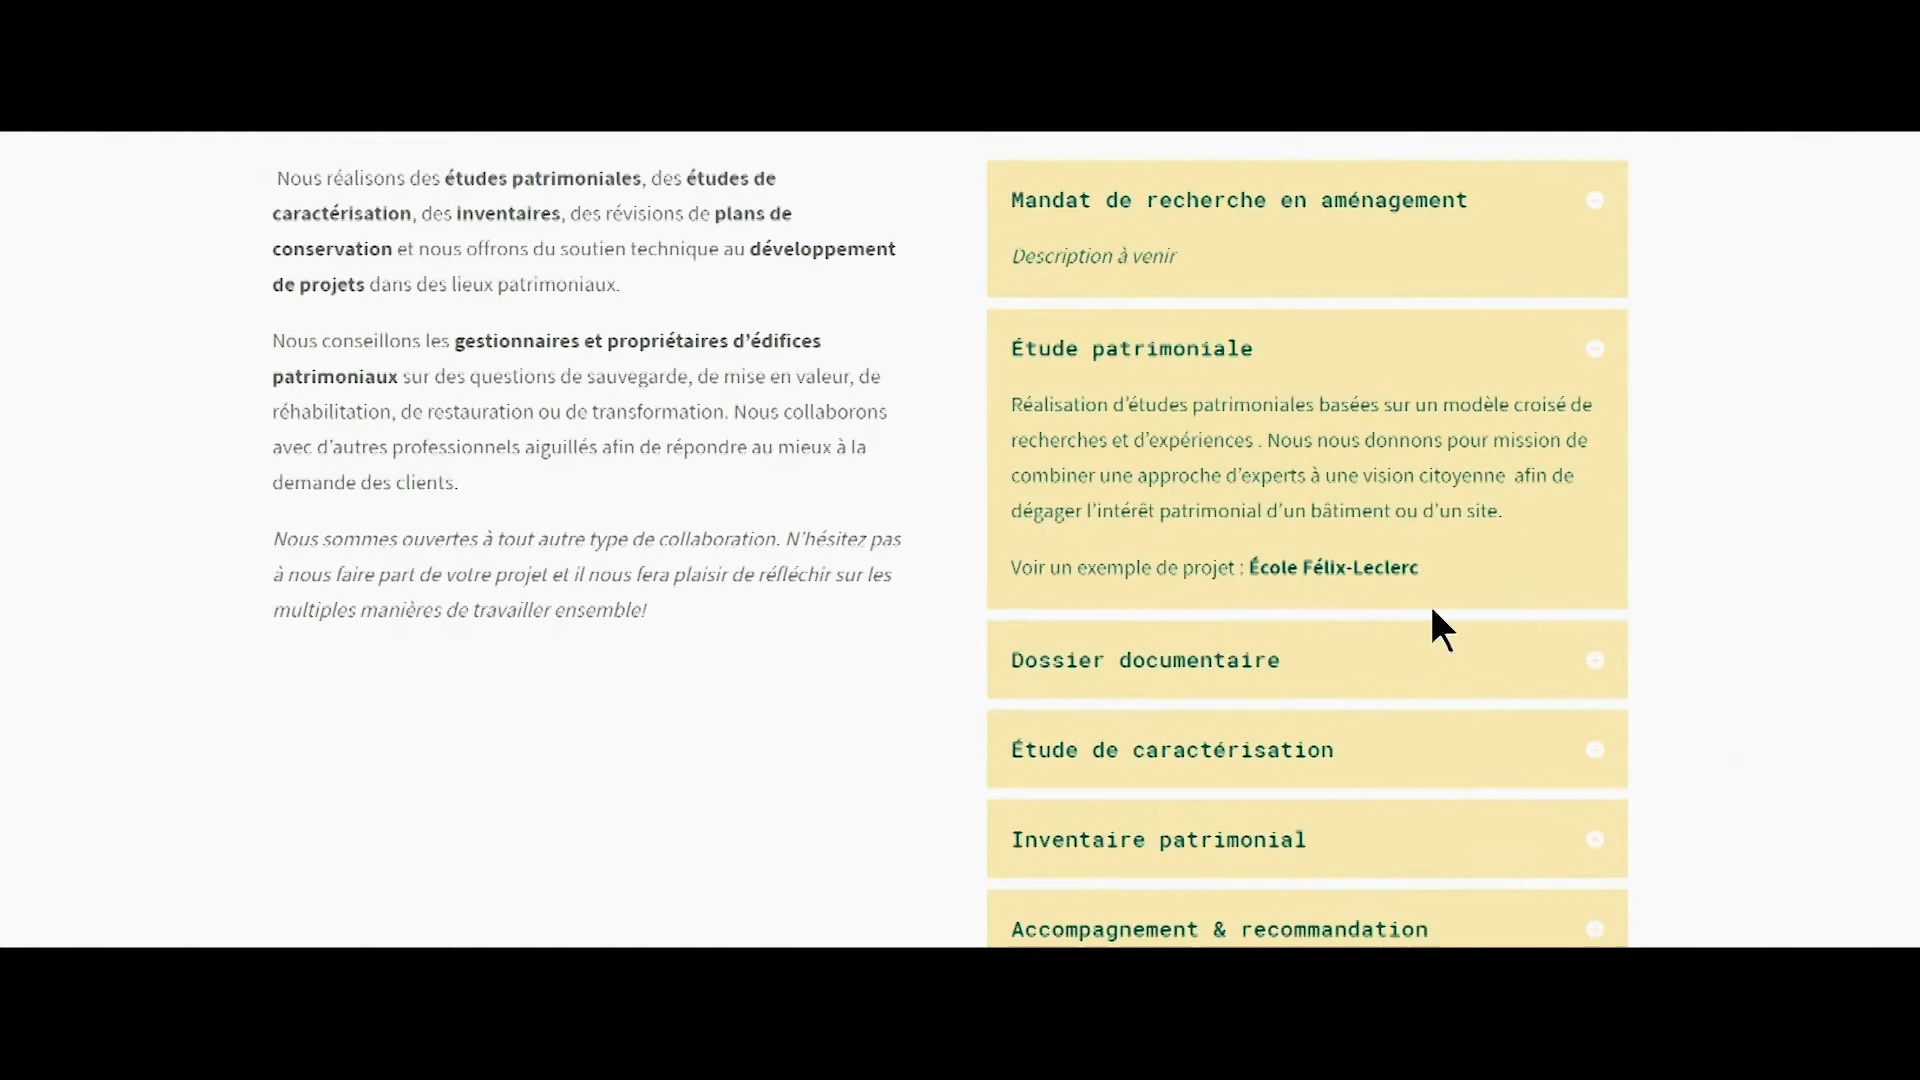 Nous réalisons des études patrimoniales, des études de
caractérisation, des inventaires, des révisions de plans de
conservation et nous offrons du soutien technique au développement
de projets dans des lieux patrimoniaux.
Nous conseillons les gestionnaires et propriétaires d’édifices
patrimoniaux sur des questions de sauvegarde, de mise en valeur, de
réhabilitation, de restauration ou de transformation. Nous collaborons
avec d’autres professionnels aiguillés afin de répondre au mieux à la
demande des clients.
Nous sommes ouvertes à tout autre type de collaboration. N’hésitez pas
à nous faire part de votre projet et il nous fera plaisir de réfléchir sur les
multiples manières de travailler ensemble!
Mandat de recherche en aménagement
Description à venir
Étude patrimoniale
Réalisation d’études patrimoniales basées sur un modèle croisé de
recherches et d’expériences . Nous nous donnons pour mission de
combiner une approche d’experts à une vision citoyenne afin de
dégager l’intérêt patrimonial d’un bâtiment ou d’un site.
Voir un exemple de projet : École Félix-Leclerc
Dossier documentaire
Étude de caractérisation
Inventaire patrimonial
Accompagnement & recommandation